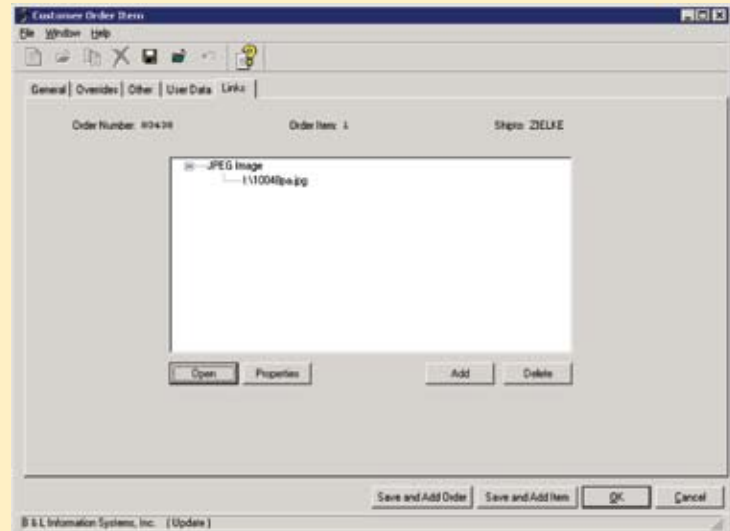 Customer Order Item
File Window Help
General Overrides Other User Data Links
Order Number: 80438 Order Item: 1 Shipto: ZIELKE
JPEG Image
Open Properties Add Delete
Save and Add Order Save and Add Item OK Cancel
B & L Information Systems, Inc. (Update)